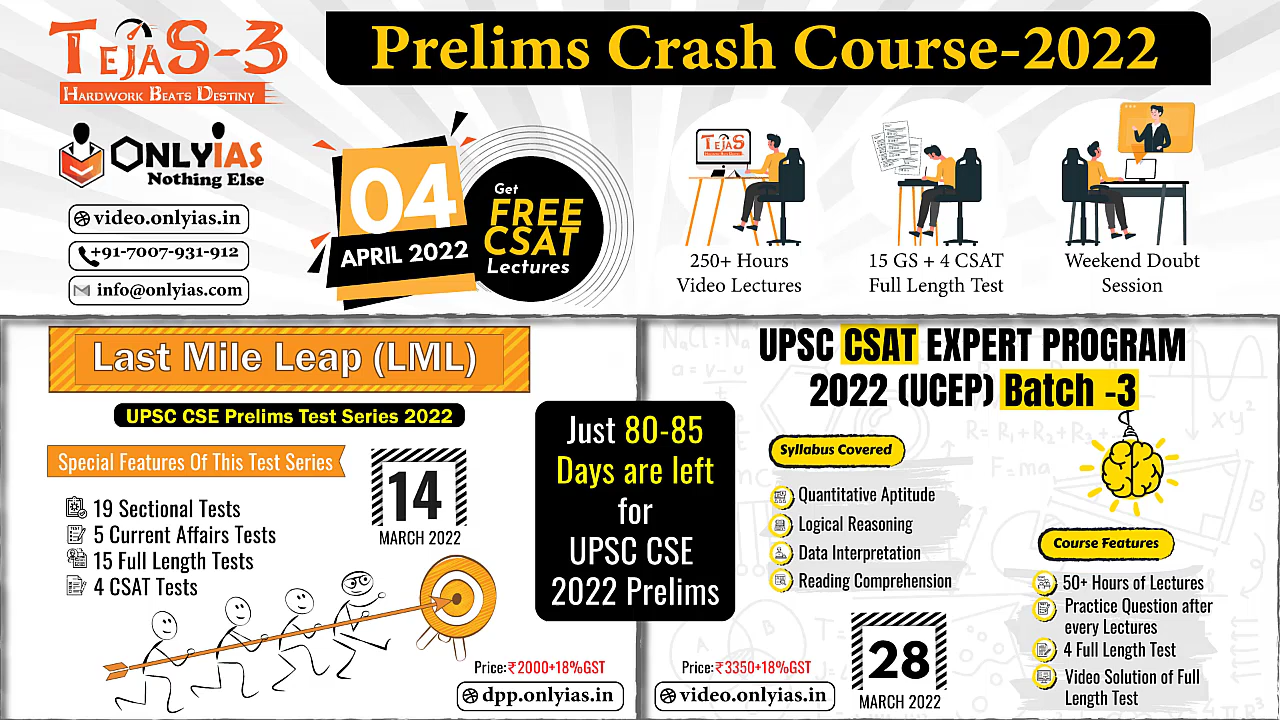 TEJAS-3
HARDWORK BEATS DESTINY
Prelims Crash Course-2022
ONLYIAS
Nothing Else
video.onlyias.in
+91-7007-931-912
info@onlyias.com
04
APRIL 2022
Get
FREE
CSAT
Lectures
TEJAS
250+ Hours
Video Lectures
15 GS + 4 CSAT
Full Length Test
Weekend Doubt
Session
Last Mile Leap (LML)
UPSC CSE Prelims Test Series 2022
Special Features Of This Test Series
19 Sectional Tests
5 Current Affairs Tests
15 Full Length Tests
4 CSAT Tests
14
MARCH 2022
Price:₹2000+18%GST
dpp.onlyias.in
Just 80-85
Days are left
for
UPSC CSE
2022 Prelims
UPSC CSAT EXPERT PROGRAM
2022 (UCEP) Batch -3
Syllabus Covered
Quantitative Aptitude
Logical Reasoning
Data Interpretation
Reading Comprehension
Course Features
50+ Hours of Lectures
Practice Question after
every Lectures
4 Full Length Test
Video Solution of Full
Length Test
28
MARCH 2022
Price:₹3350+18%GST
video.onlyias.in
F=ma
xy²